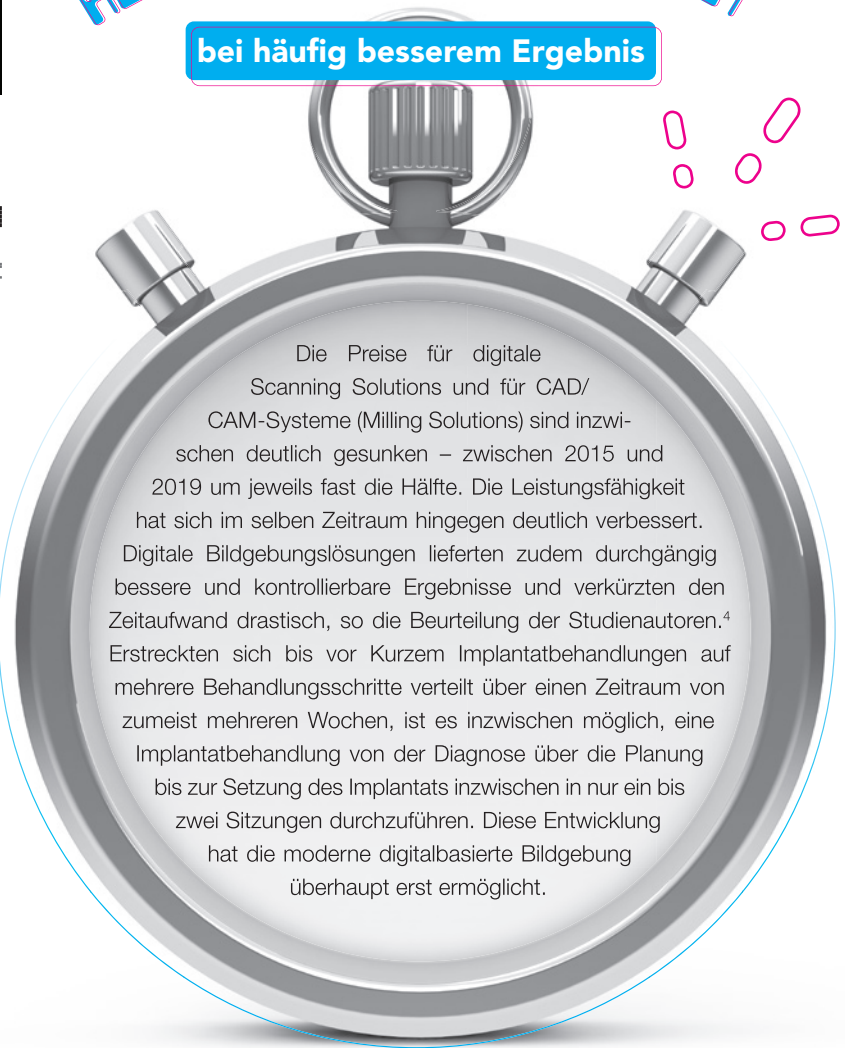 bei häufig besserem Ergebnis
Die Preise für digitale
Scanning Solutions und für CAD/
CAM-Systeme (Milling Solutions) sind inzwi-
schen deutlich gesunken – zwischen 2015 und
2019 um jeweils fast die Hälfte. Die Leistungsfähigkeit
hat sich im selben Zeitraum hingegen deutlich verbessert.
Digitale Bildgebungslösungen lieferten zudem durchgängig
bessere und kontrollierbare Ergebnisse und verkürzten den
Zeitaufwand drastisch, so die Beurteilung der Studienautoren.⁴
Erstreckten sich bis vor Kurzem Implantatbehandlungen auf
mehrere Behandlungsschritte verteilt über einen Zeitraum von
zumeist mehreren Wochen, ist es inzwischen möglich, eine
Implantatbehandlung von der Diagnose über die Planung
bis zur Setzung des Implantats inzwischen in nur ein bis
zwei Sitzungen durchzuführen. Diese Entwicklung
hat die moderne digitalbasierte Bildgebung
überhaupt erst ermöglicht.